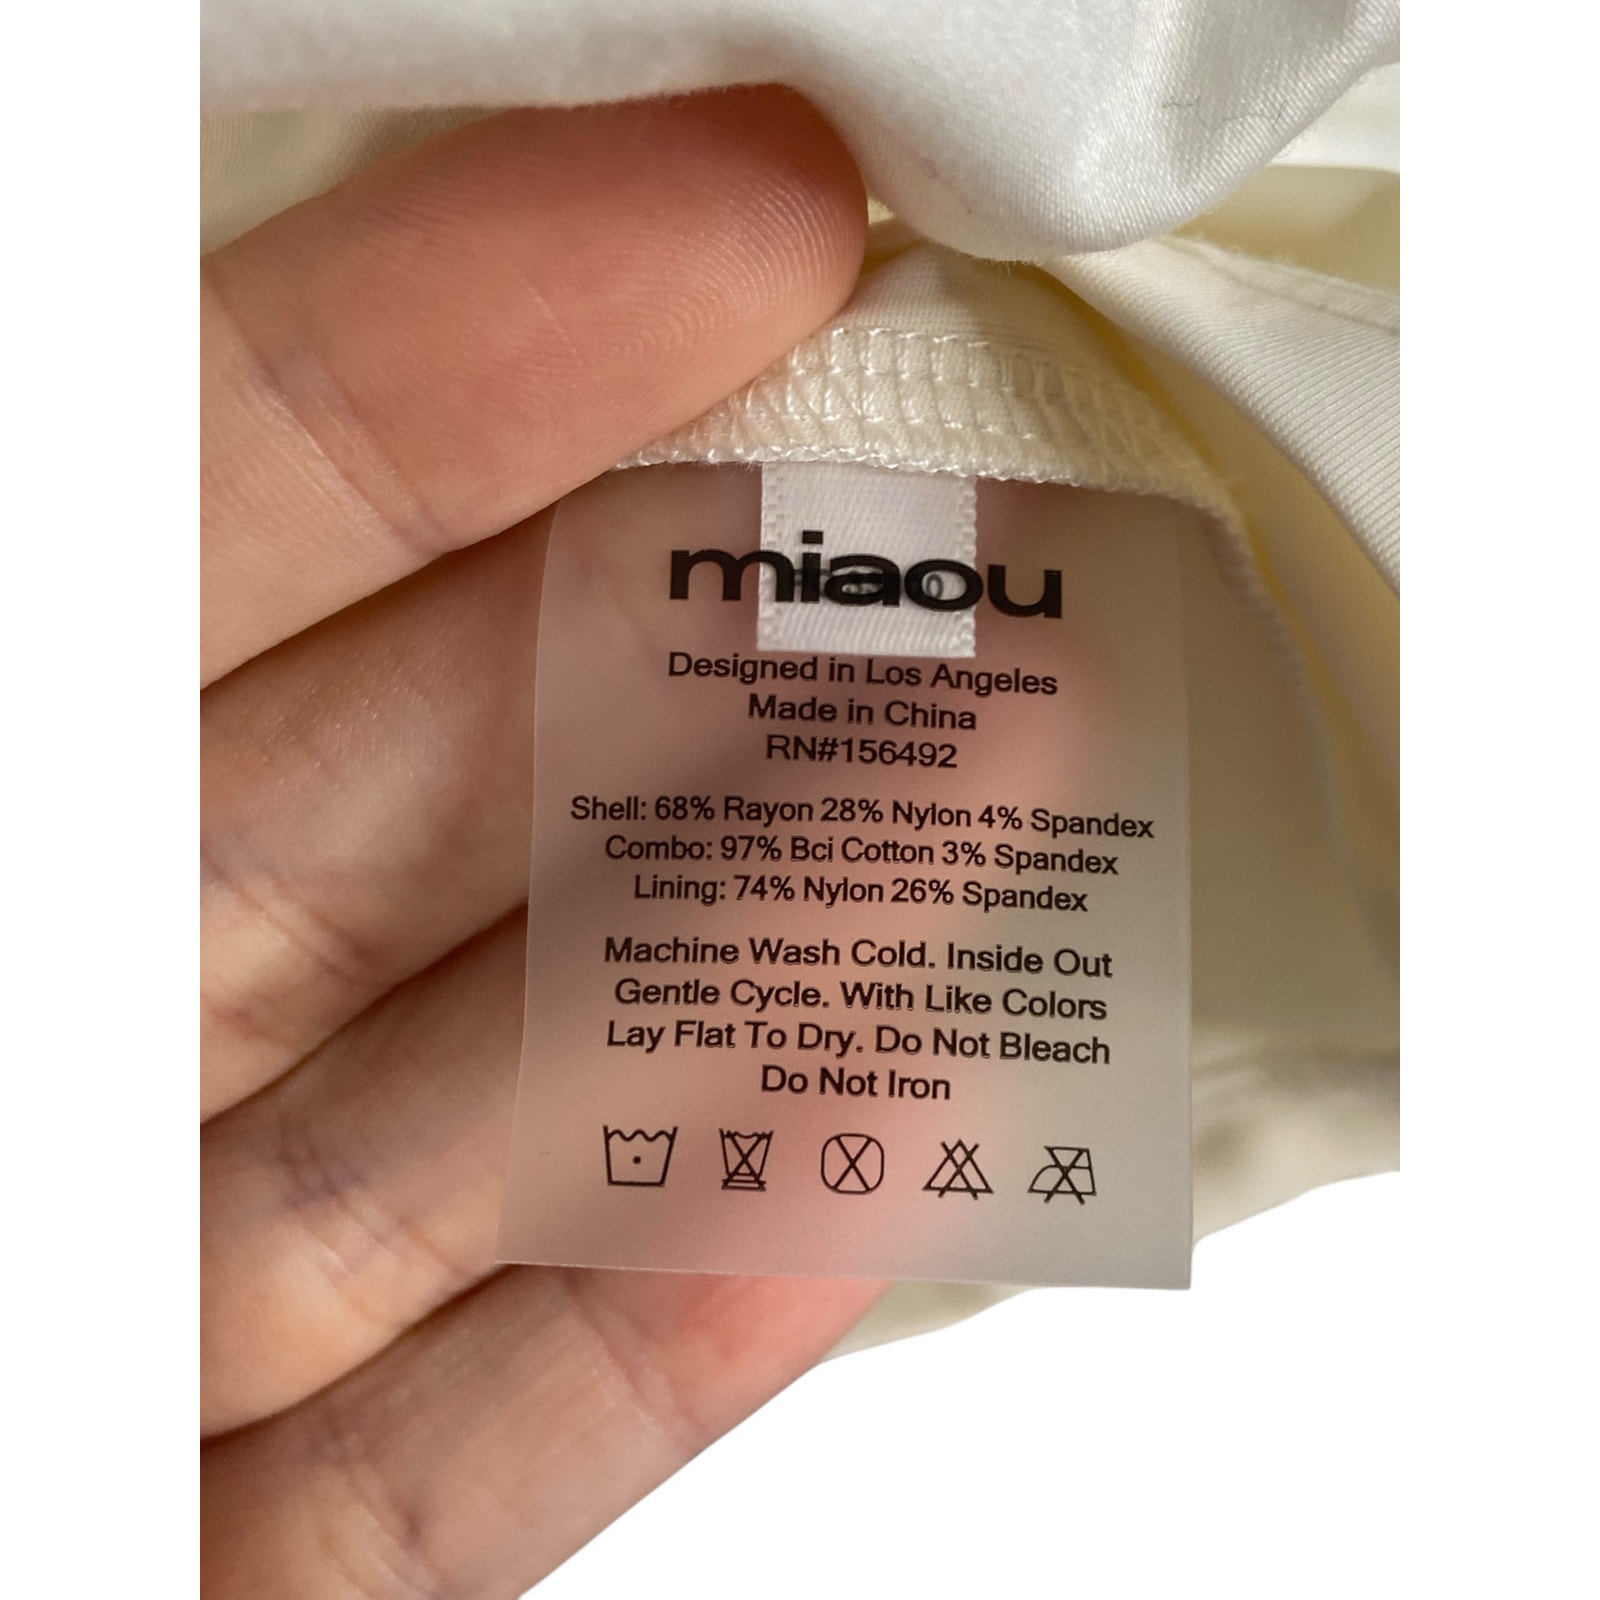 miaou
Designed in Los Angeles
Made in China
RN#156492
Shell: 68% Rayon 28% Nylon 4% Spandex
Combo: 97% Bci Cotton 3% Spandex
Lining: 74% Nylon 26% Spandex
Machine Wash Cold. Inside Out
Gentle Cycle. With Like Colors
Lay Flat To Dry. Do Not Bleach
Do Not Iron